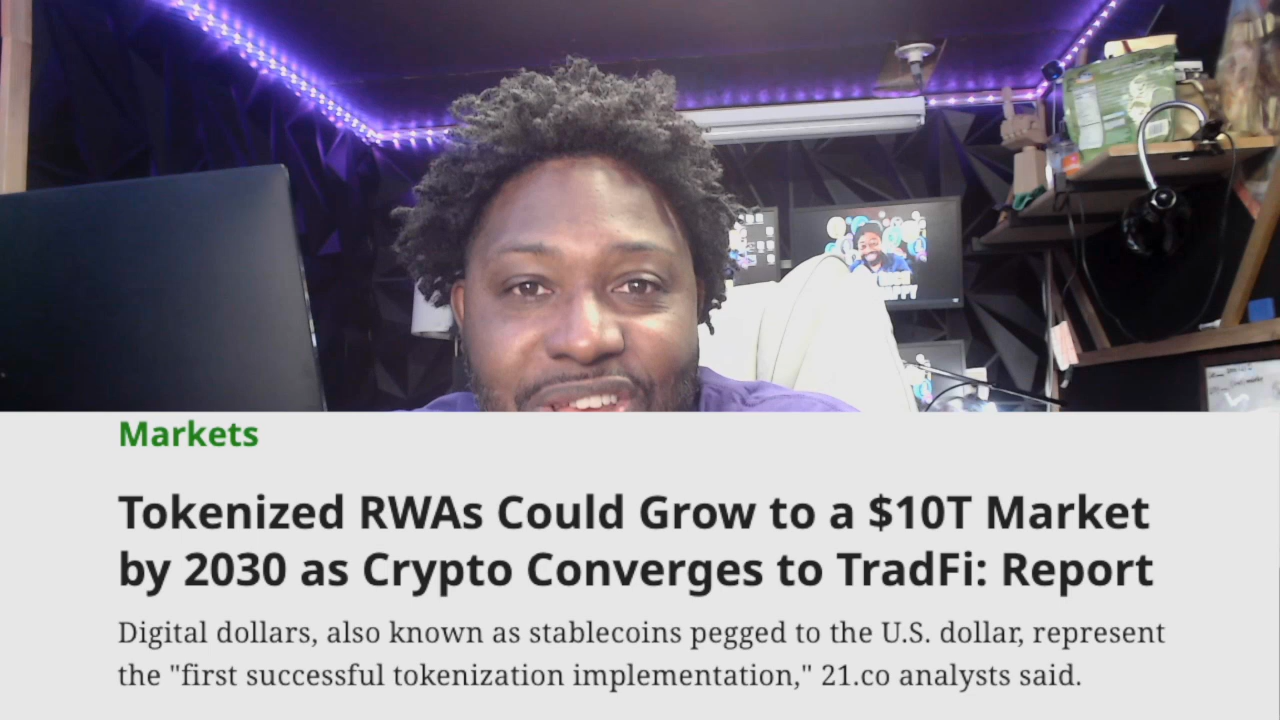 Markets
Tokenized RWAs Could Grow to a $10T Market
by 2030 as Crypto Converges to TradFi: Report
Digital dollars, also known as stablecoins pegged to the U.S. dollar, represent
the "first successful tokenization implementation," 21.co analysts said.